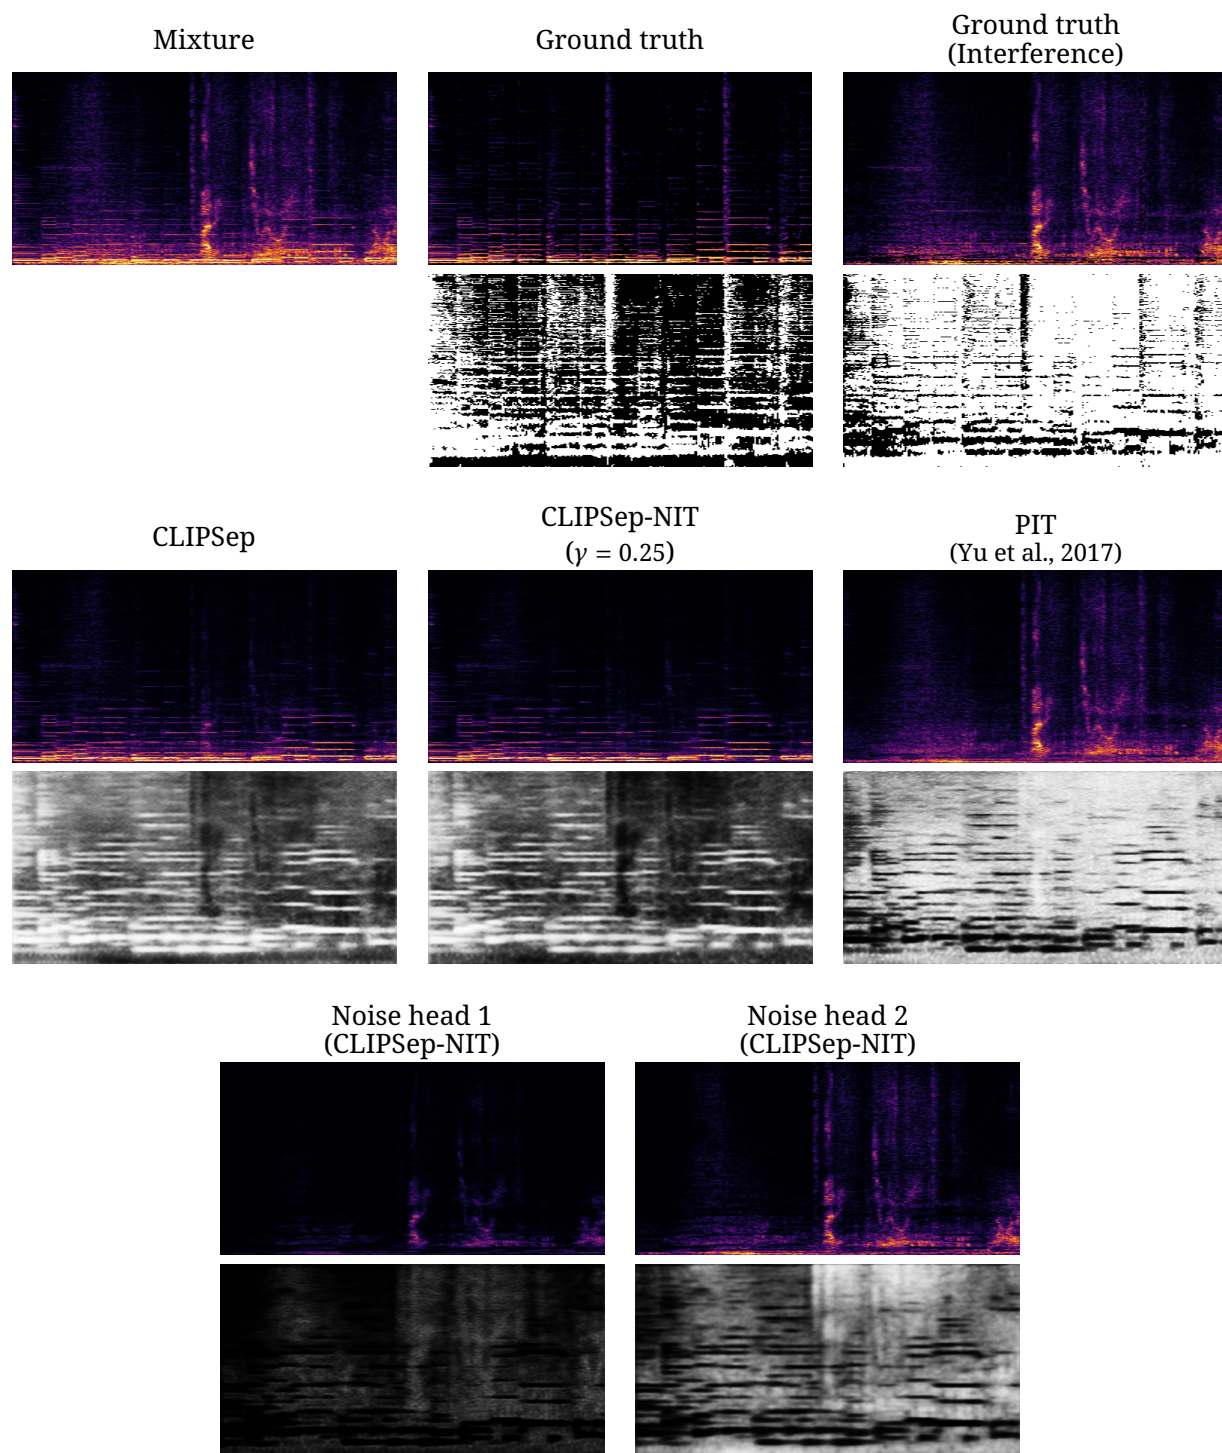 Mixture
Ground truth
Ground truth
(Interference)
CLIPSep
CLIPSep-NIT
(γ = 0.25)
PIT
(Yu et al., 2017)
Noise head 1
(CLIPSep-NIT)
Noise head 2
(CLIPSep-NIT)